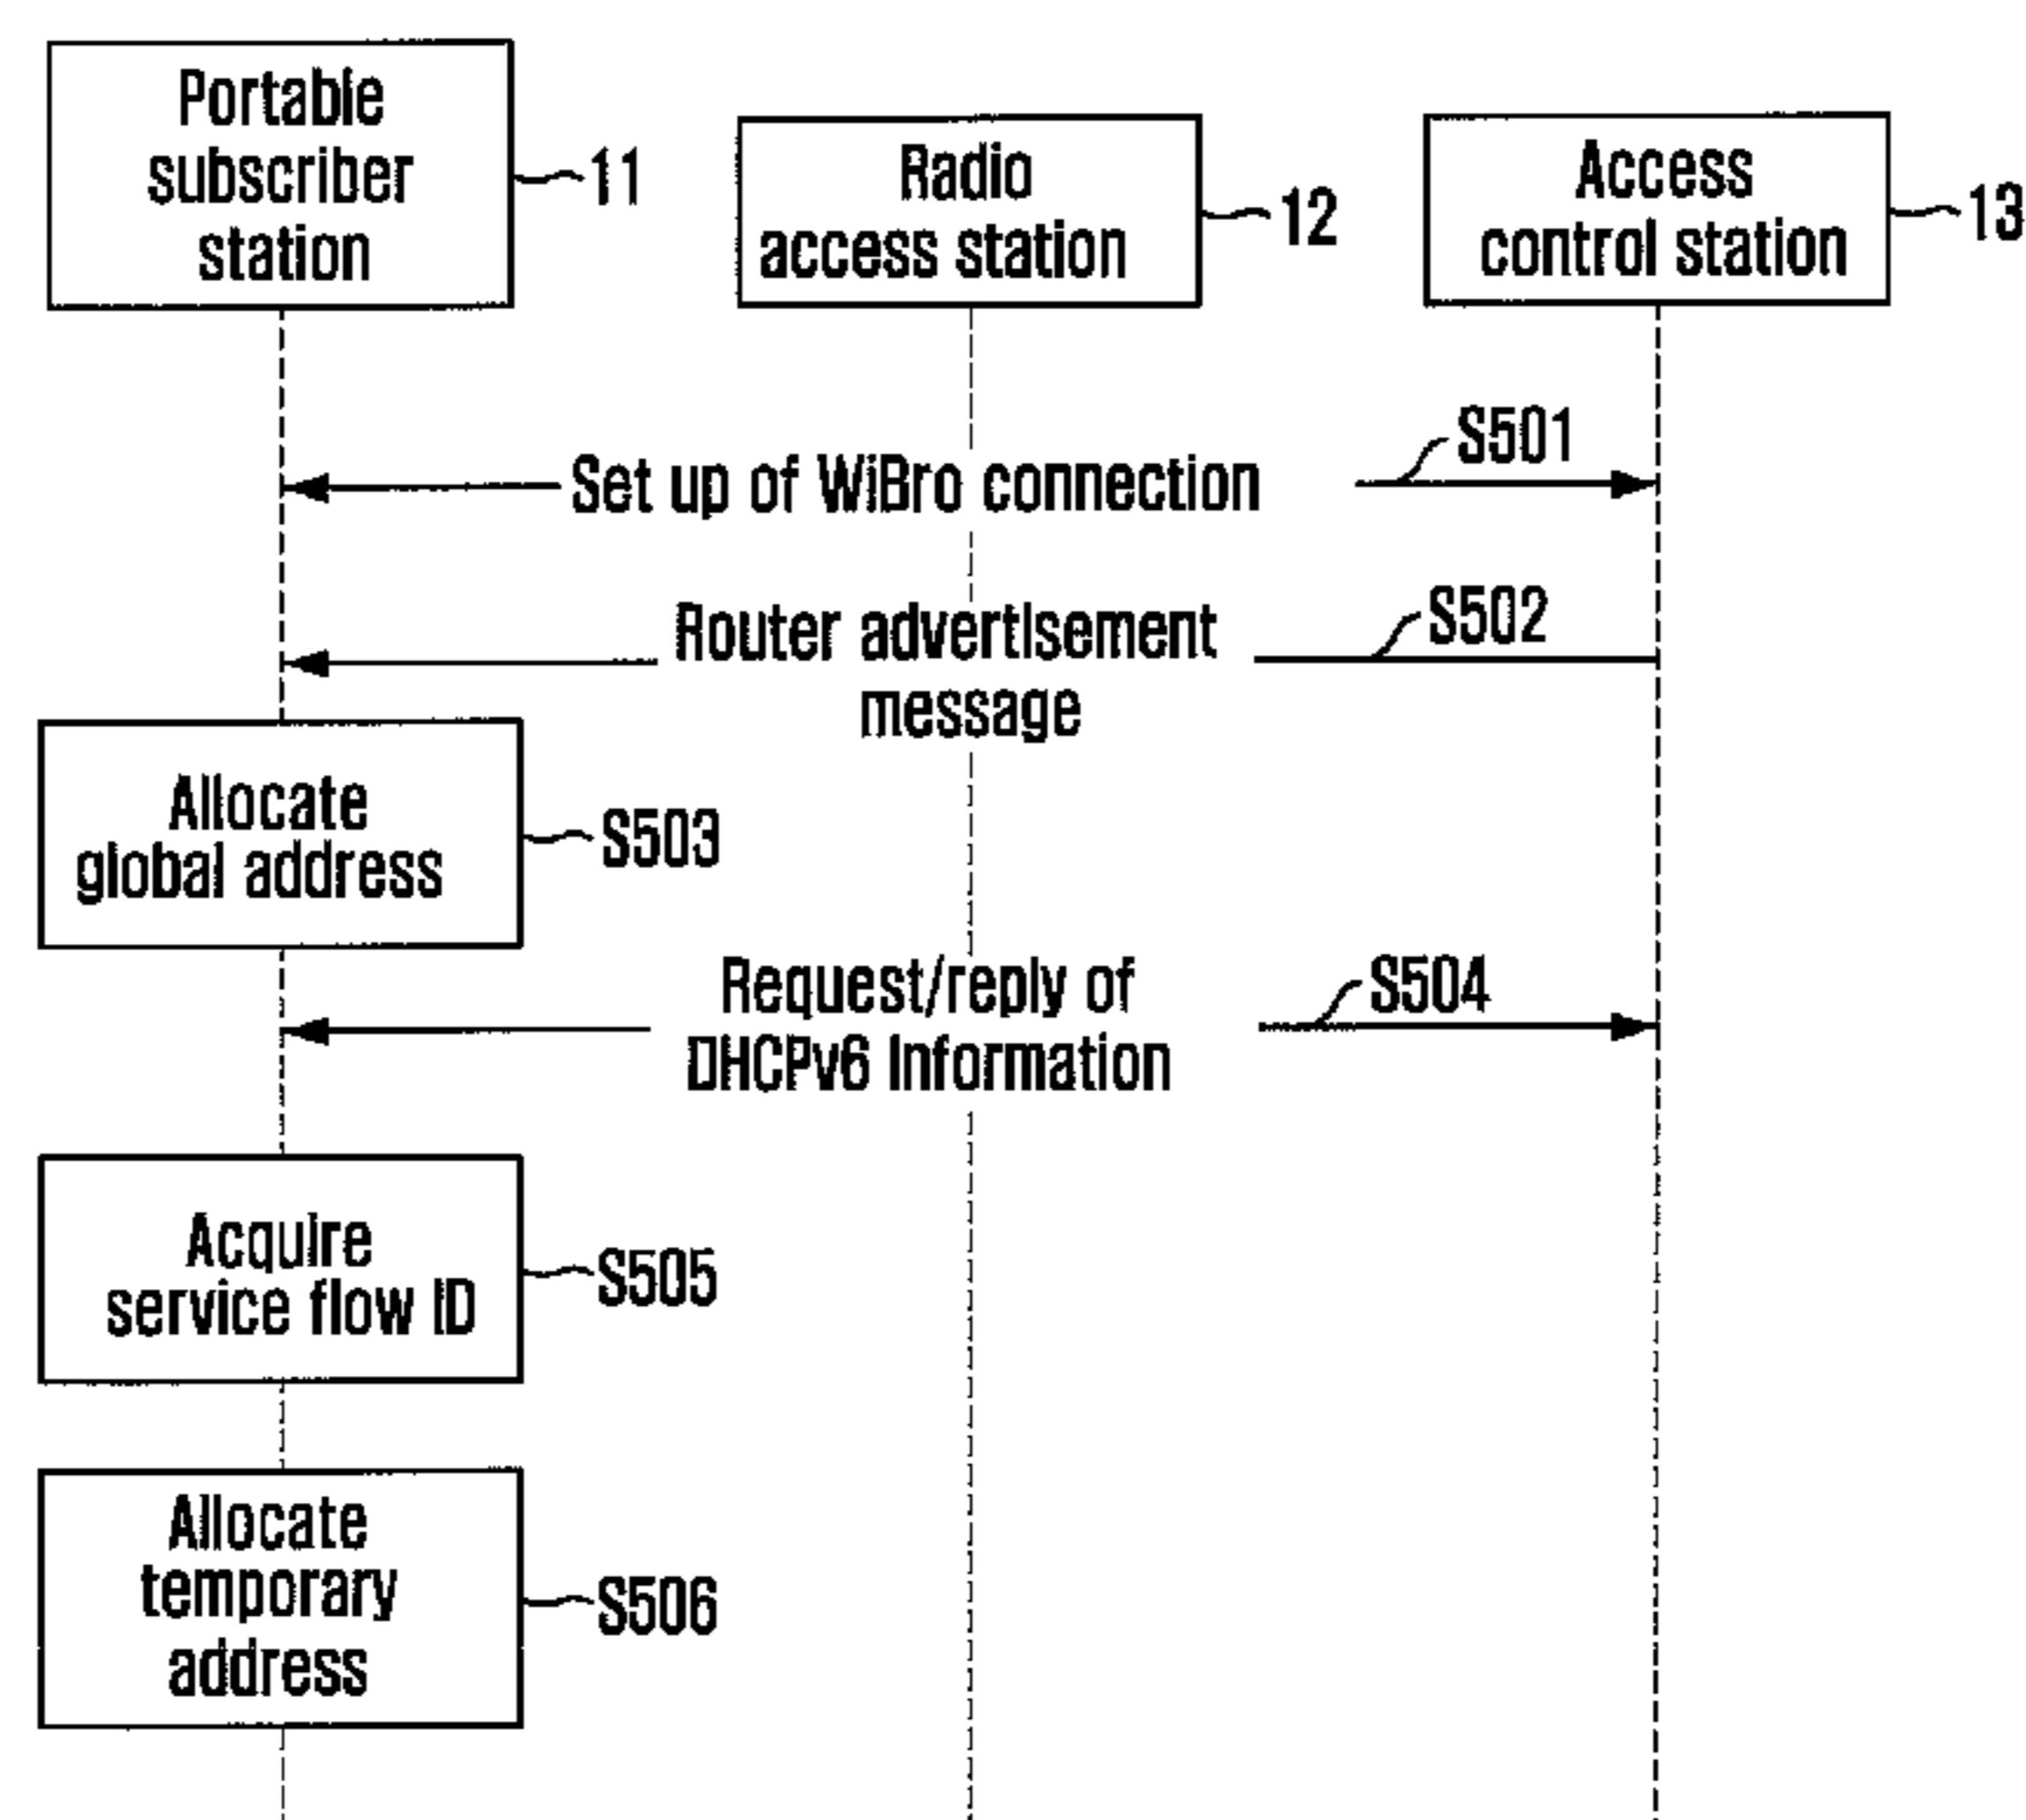 Portable
subscriber
station
11
Radio
access station
12
Access
control station
13
S501
Set up of WiBro connection
S502
Router advertisement
message
Allocate
global address
S503
Request/reply of
DHCPv6 Information
S504
Acquire
service flow ID
S505
Allocate
temporary
address
S506